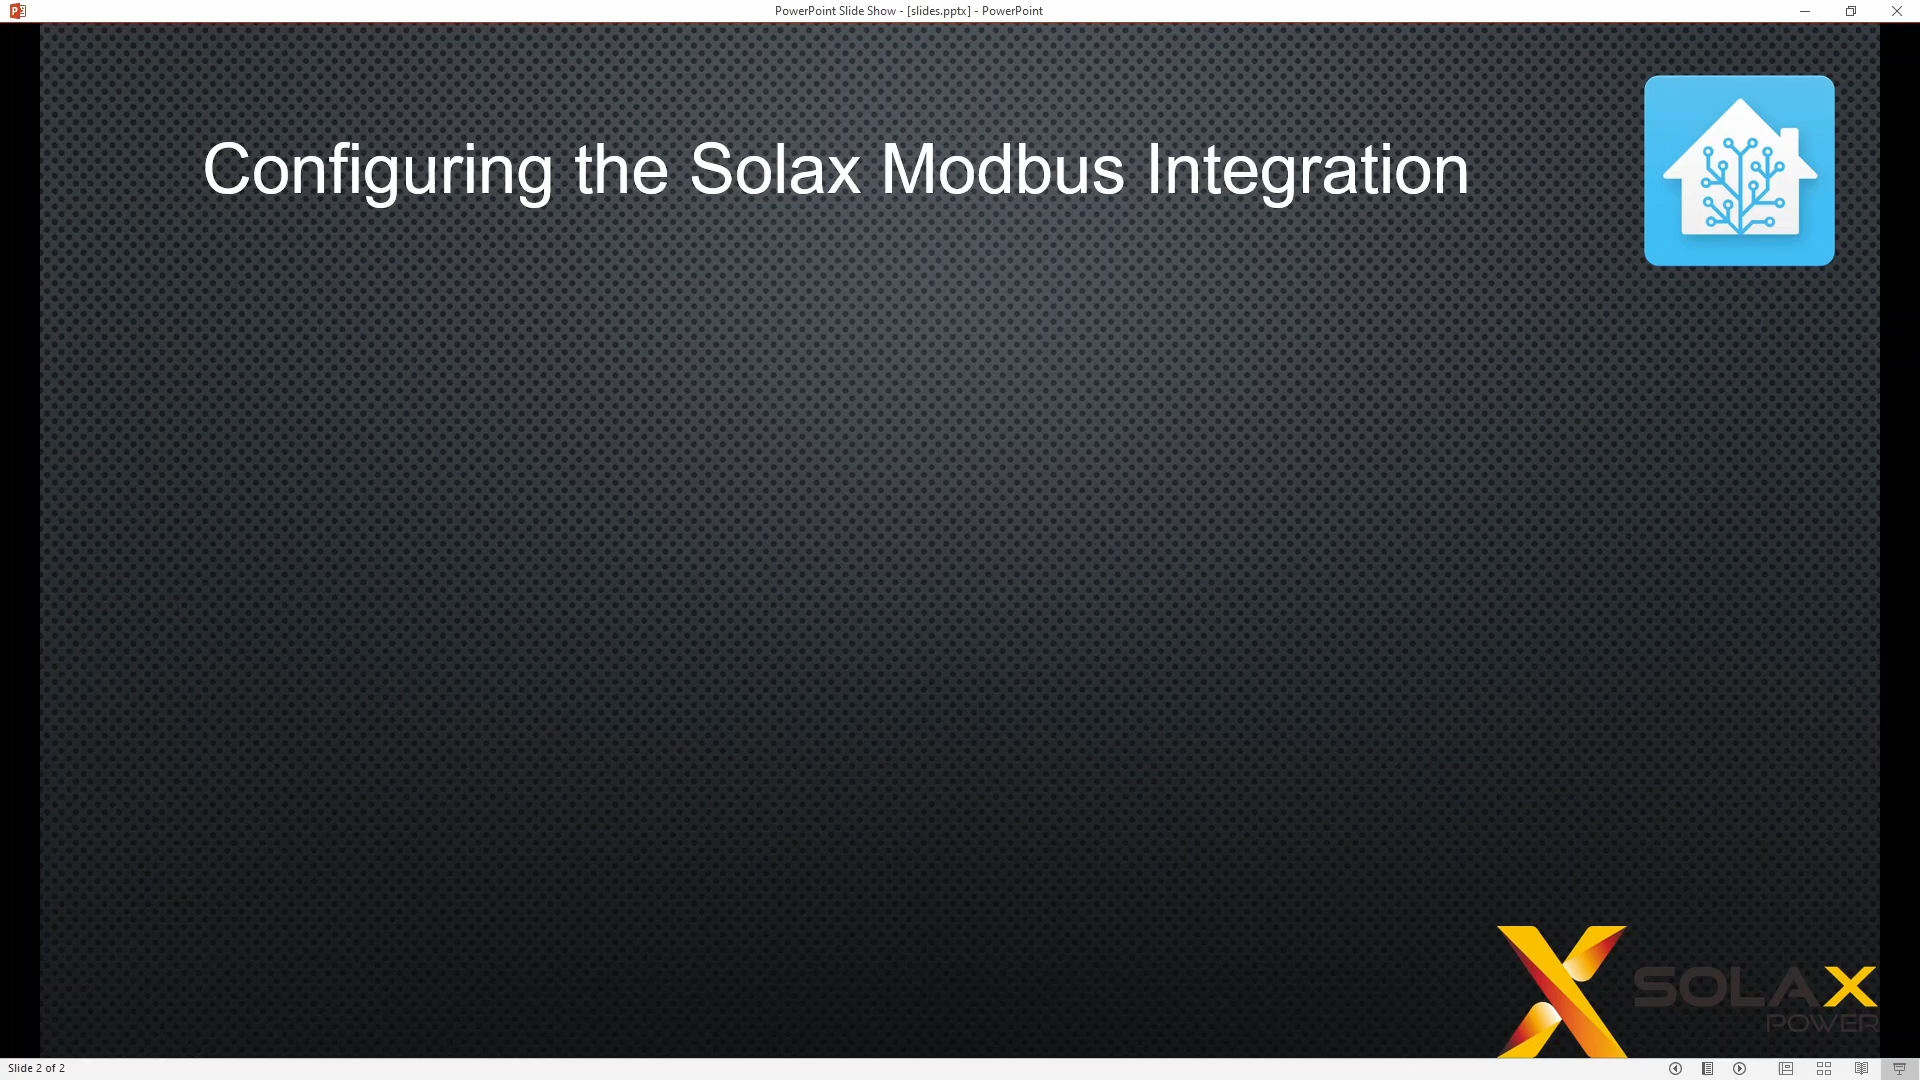 PowerPoint Slide Show - [slides.pptx] - PowerPoint
Configuring the Solax Modbus Integration
SOLAX
POWER
Slide 2 of 2